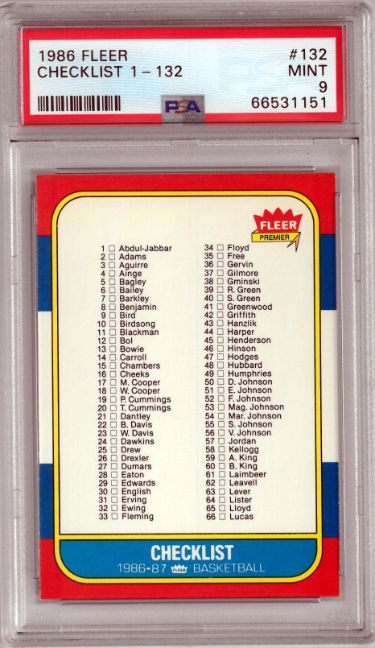 1986 FLEER #132
CHECKLIST 1-132 MINT
9
PSA 66531151
FLEER
PREMIER
1 Abdul-Jabbar
2 Adams
3 Aguirre
4 Ainge
5 Bagley
6 Bailey
7 Barkley
8 Benjamin
9 Bird
10 Birdsong
11 Blackman
12 Bol
13 Bowie
14 Carroll
15 Chambers
16 Cheeks
17 M. Cooper
18 W. Cooper
19 P. Cummings
20 T. Cummings
21 Dantley
22 B. Davis
23 W. Davis
24 Dawkins
25 Drew
26 Drexler
27 Dumars
28 Eaton
29 Edwards
30 English
31 Erving
32 Ewing
33 Fleming
34 Floyd
35 Free
36 Gervin
37 Gilmore
38 Gminski
39 R. Green
40 S. Green
41 Greenwood
42 Griffith
43 Hanzlik
44 Harper
45 Henderson
46 Hinson
47 Hodges
48 Hubbard
49 Humphries
50 D. Johnson
51 E. Johnson
52 F. Johnson
53 Mag. Johnson
54 Mar. Johnson
55 S. Johnson
56 V. Johnson
57 Jordan
58 Kellogg
59 A. King
60 B. King
61 Laimbeer
62 Leavell
63 Lever
64 Lister
65 Lloyd
66 Lucas
CHECKLIST
1986-87 FLEER BASKETBALL